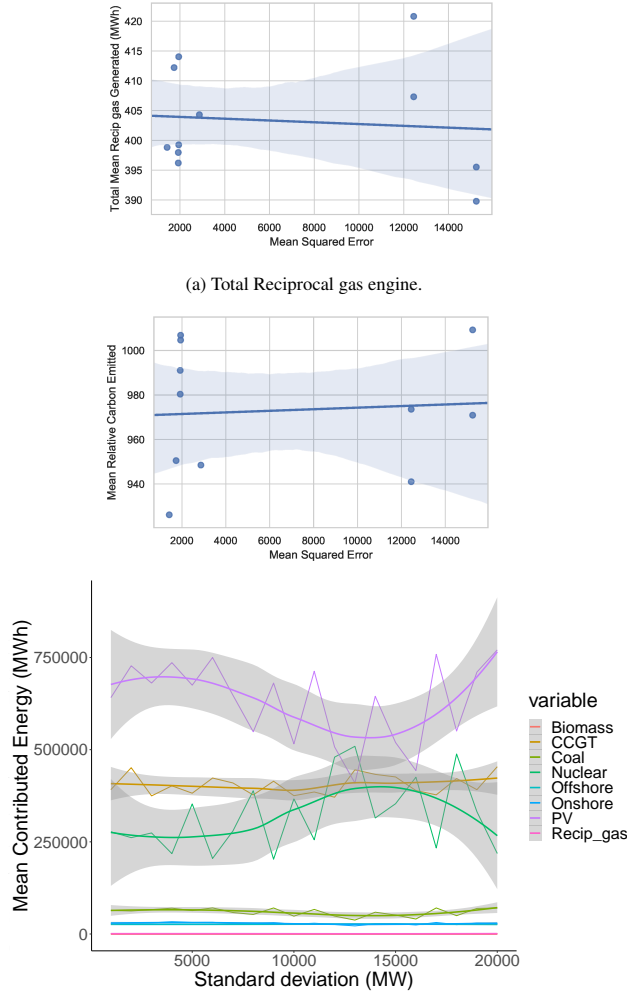 Total Mean Recip gas Generated (MWh)
420
415
410
405
400
395
390
2000 4000 6000 8000 10000 12000 14000
Mean Squared Error
(a) Total Reciprocal gas engine.
Mean Relative Carbon Emitted
1000
980
960
940
2000 4000 6000 8000 10000 12000 14000
Mean Squared Error
Mean Contributed Energy (MWh)
750000
500000
250000
0
5000 10000 15000 20000
Standard deviation (MW)
variable
Biomass
CCGT
Coal
Nuclear
Offshore
Onshore
PV
Recip_gas